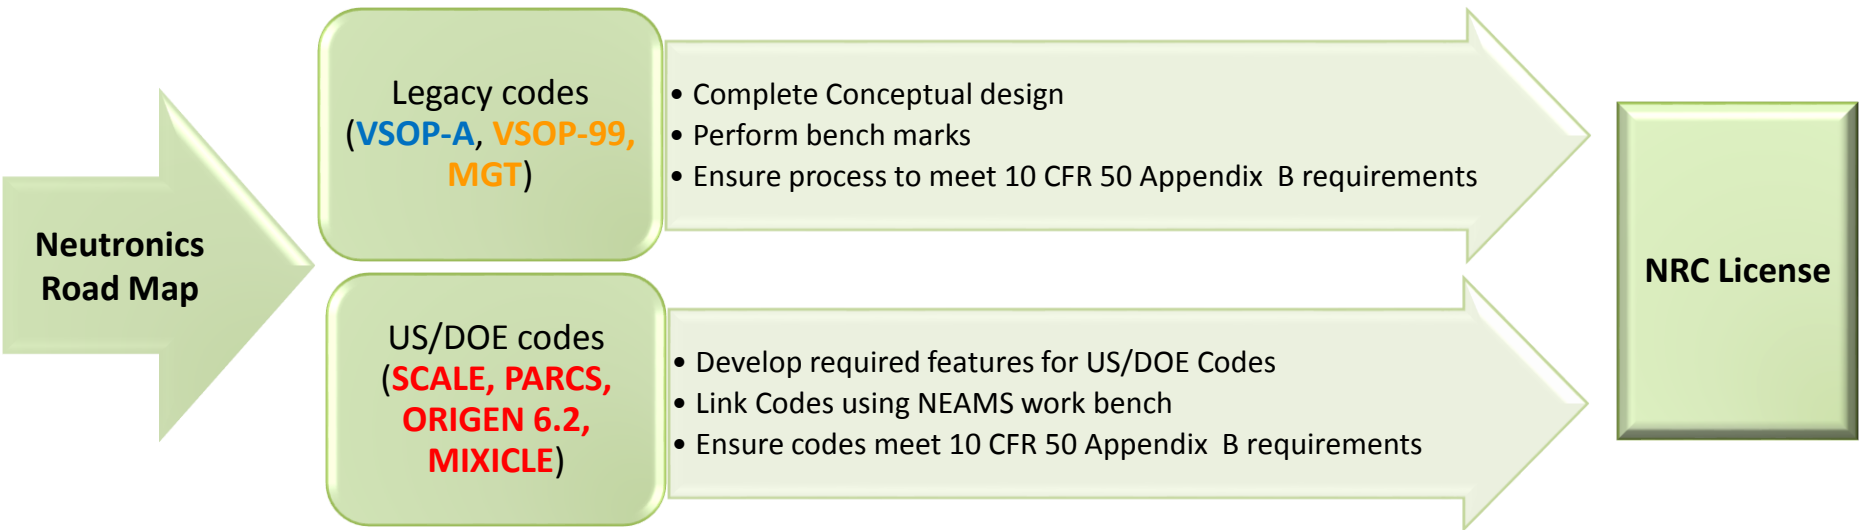 Neutronics
Road Map
Legacy codes
(VSOP-A, VSOP-99,
MGT)
• Complete Conceptual design
• Perform bench marks
• Ensure process to meet 10 CFR 50 Appendix  B requirements
US/DOE codes
(SCALE, PARCS,
ORIGEN 6.2,
MIXICLE)
• Develop required features for US/DOE Codes
• Link Codes using NEAMS work bench
• Ensure codes meet 10 CFR 50 Appendix  B requirements
NRC License